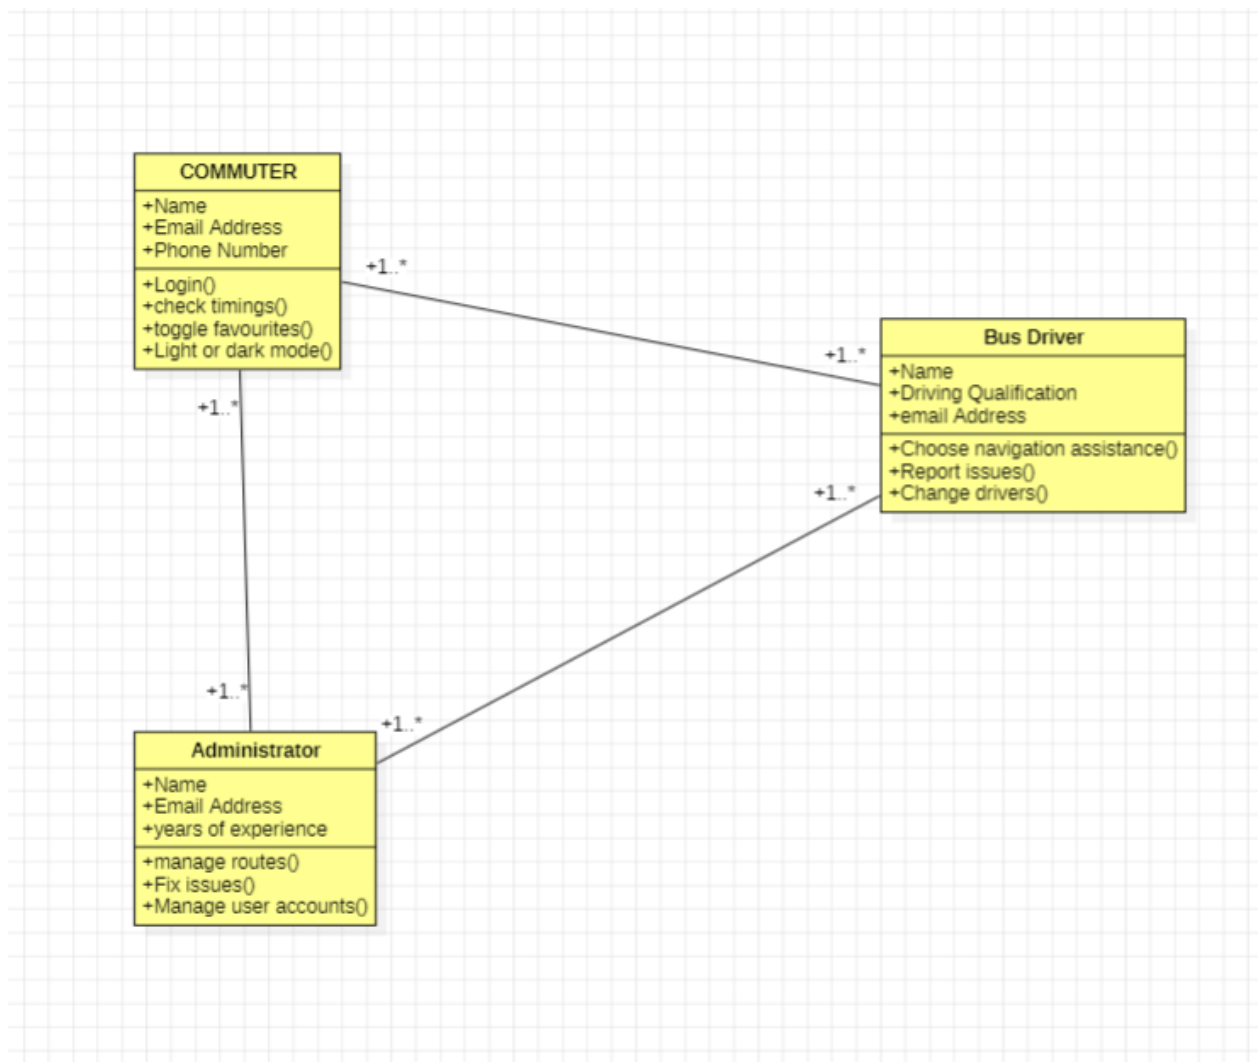 COMMUTER
+Name
+Email Address
+Phone Number
+Login()
+check timings()
+toggle favourites()
+Light or dark mode()
+1..*
+1..*
Bus Driver
+Name
+Driving Qualification
+email Address
+Choose navigation assistance()
+Report issues()
+Change drivers()
+1..*
+1..*
+1..*
+1..*
Administrator
+Name
+Email Address
+years of experience
+manage routes()
+Fix issues()
+Manage user accounts()